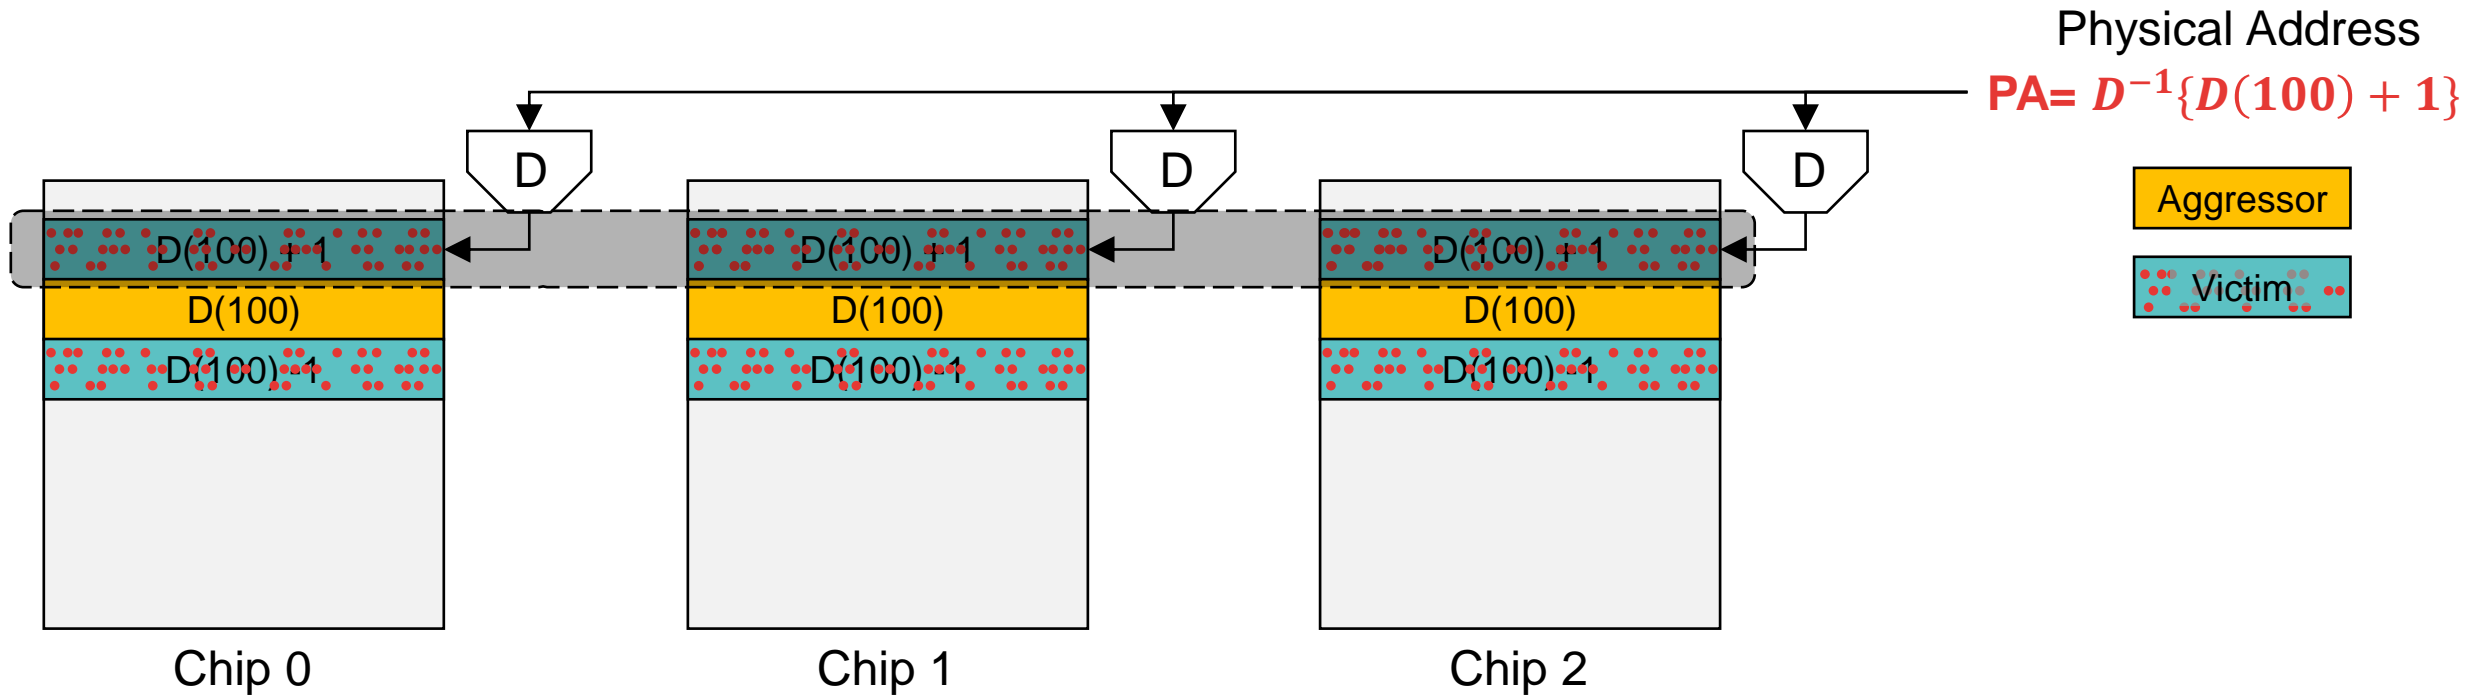 Physical Address
PA= D⁻¹{D(100) + 1}
D D D
Aggressor
Victim
D(100) + 1 D(100) + 1 D(100) + 1
D(100) D(100) D(100)
D(100) -1 D(100) -1 D(100) -1
Chip 0 Chip 1 Chip 2